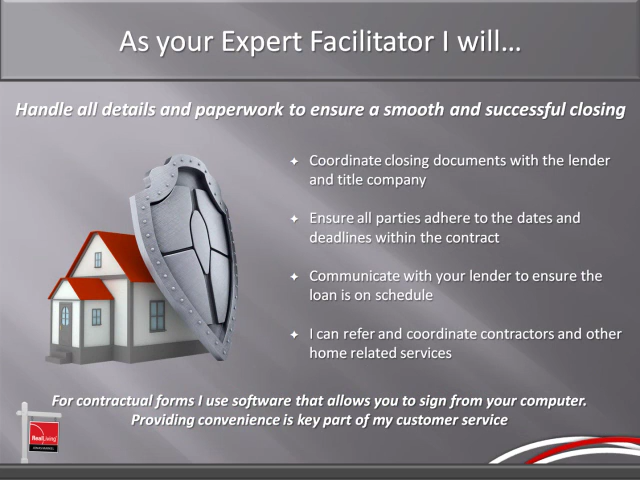 As your Expert Facilitator I will…
Handle all details and paperwork to ensure a smooth and successful closing
Coordinate closing documents with the lender
and title company
Ensure all parties adhere to the dates and
deadlines within the contract
Communicate with your lender to ensure the
loan is on schedule
I can refer and coordinate contractors and other
home related services
For contractual forms I use software that allows you to sign from your computer.
Providing convenience is key part of my customer service
Real Living